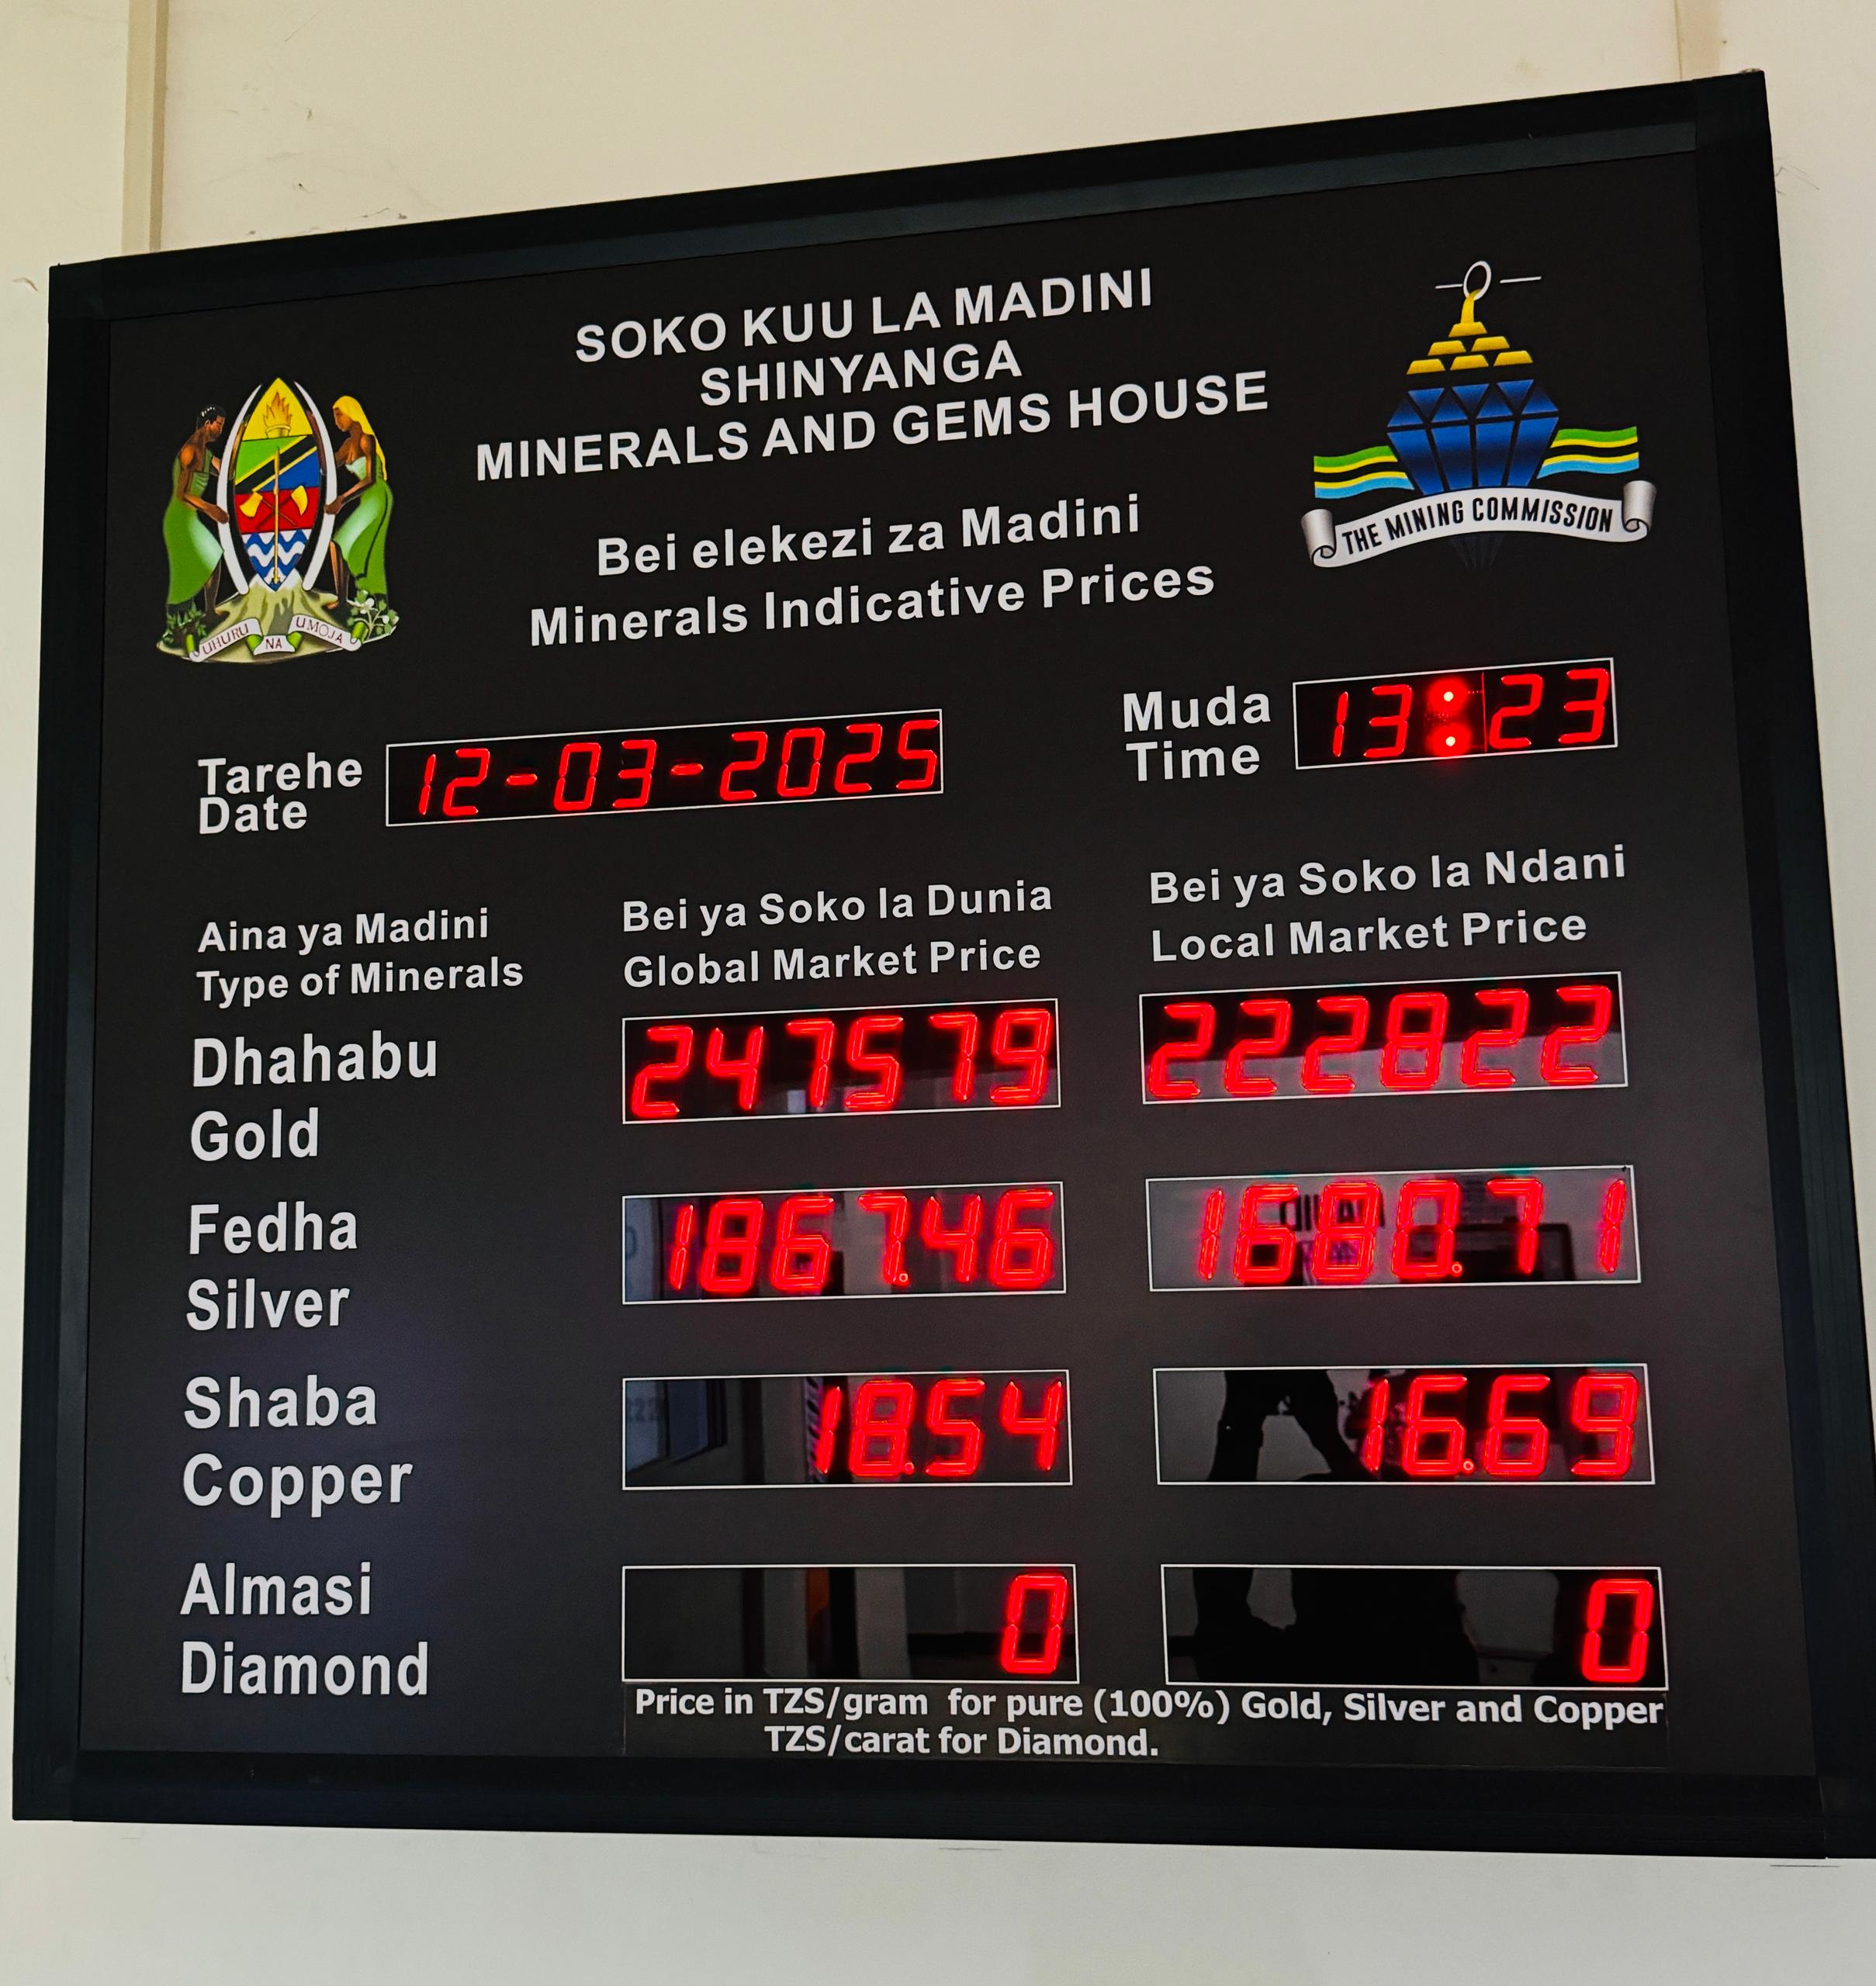 SOKO KUU LA MADINI
SHINYANGA
MINERALS AND GEMS HOUSE
Bei elekezi za Madini
Minerals Indicative Prices
UHURU NA UMOJA
THE MINING COMMISSION
Tarehe
Date
12-03-2025
Muda
Time
13:23
Aina ya Madini
Type of Minerals
Bei ya Soko la Dunia
Global Market Price
Bei ya Soko la Ndani
Local Market Price
Dhahabu
Gold
247579
222822
Fedha
Silver
1867.46
1680.71
Shaba
Copper
18.54
16.69
Almasi
Diamond
0
0
Price in TZS/gram for pure (100%) Gold, Silver and Copper
TZS/carat for Diamond.